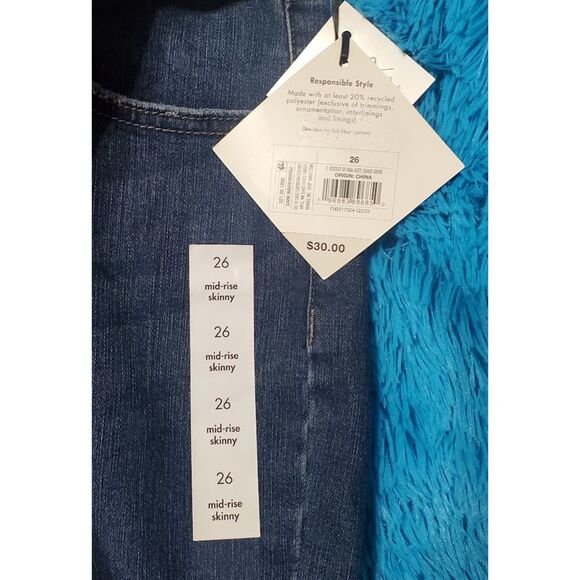 Responsible Style
Made with at least 20% recycled
polyester (exclusive of trimmings,
ornamentation, interlinings
and linings)
See item for full fiber content
26
ORIGIN: CHINA
$30.00
26
mid-rise
skinny
26
mid-rise
skinny
26
mid-rise
skinny
26
mid-rise
skinny